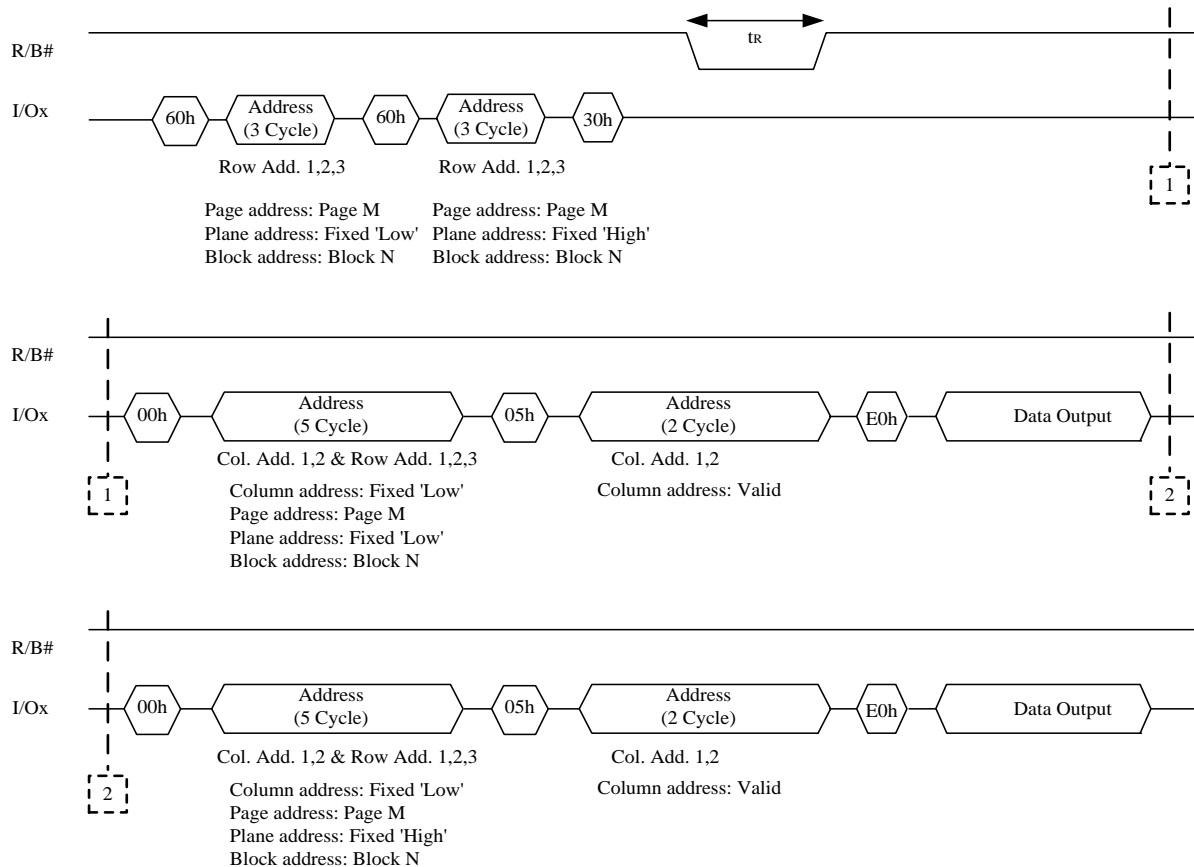 R/B#
tR
I/Ox
60h
Address
(3 Cycle)
60h
Address
(3 Cycle)
30h
Row Add. 1,2,3
Row Add. 1,2,3
1
Page address: Page M
Plane address: Fixed 'Low'
Block address: Block N
Page address: Page M
Plane address: Fixed 'High'
Block address: Block N
R/B#
I/Ox
00h
Address
(5 Cycle)
05h
Address
(2 Cycle)
E0h
Data Output
Col. Add. 1,2 & Row Add. 1,2,3
Col. Add. 1,2
1
Column address: Fixed 'Low'
Page address: Page M
Plane address: Fixed 'Low'
Block address: Block N
Column address: Valid
2
R/B#
I/Ox
00h
Address
(5 Cycle)
05h
Address
(2 Cycle)
E0h
Data Output
Col. Add. 1,2 & Row Add. 1,2,3
Col. Add. 1,2
2
Column address: Fixed 'Low'
Page address: Page M
Plane address: Fixed 'High'
Block address: Block N
Column address: Valid